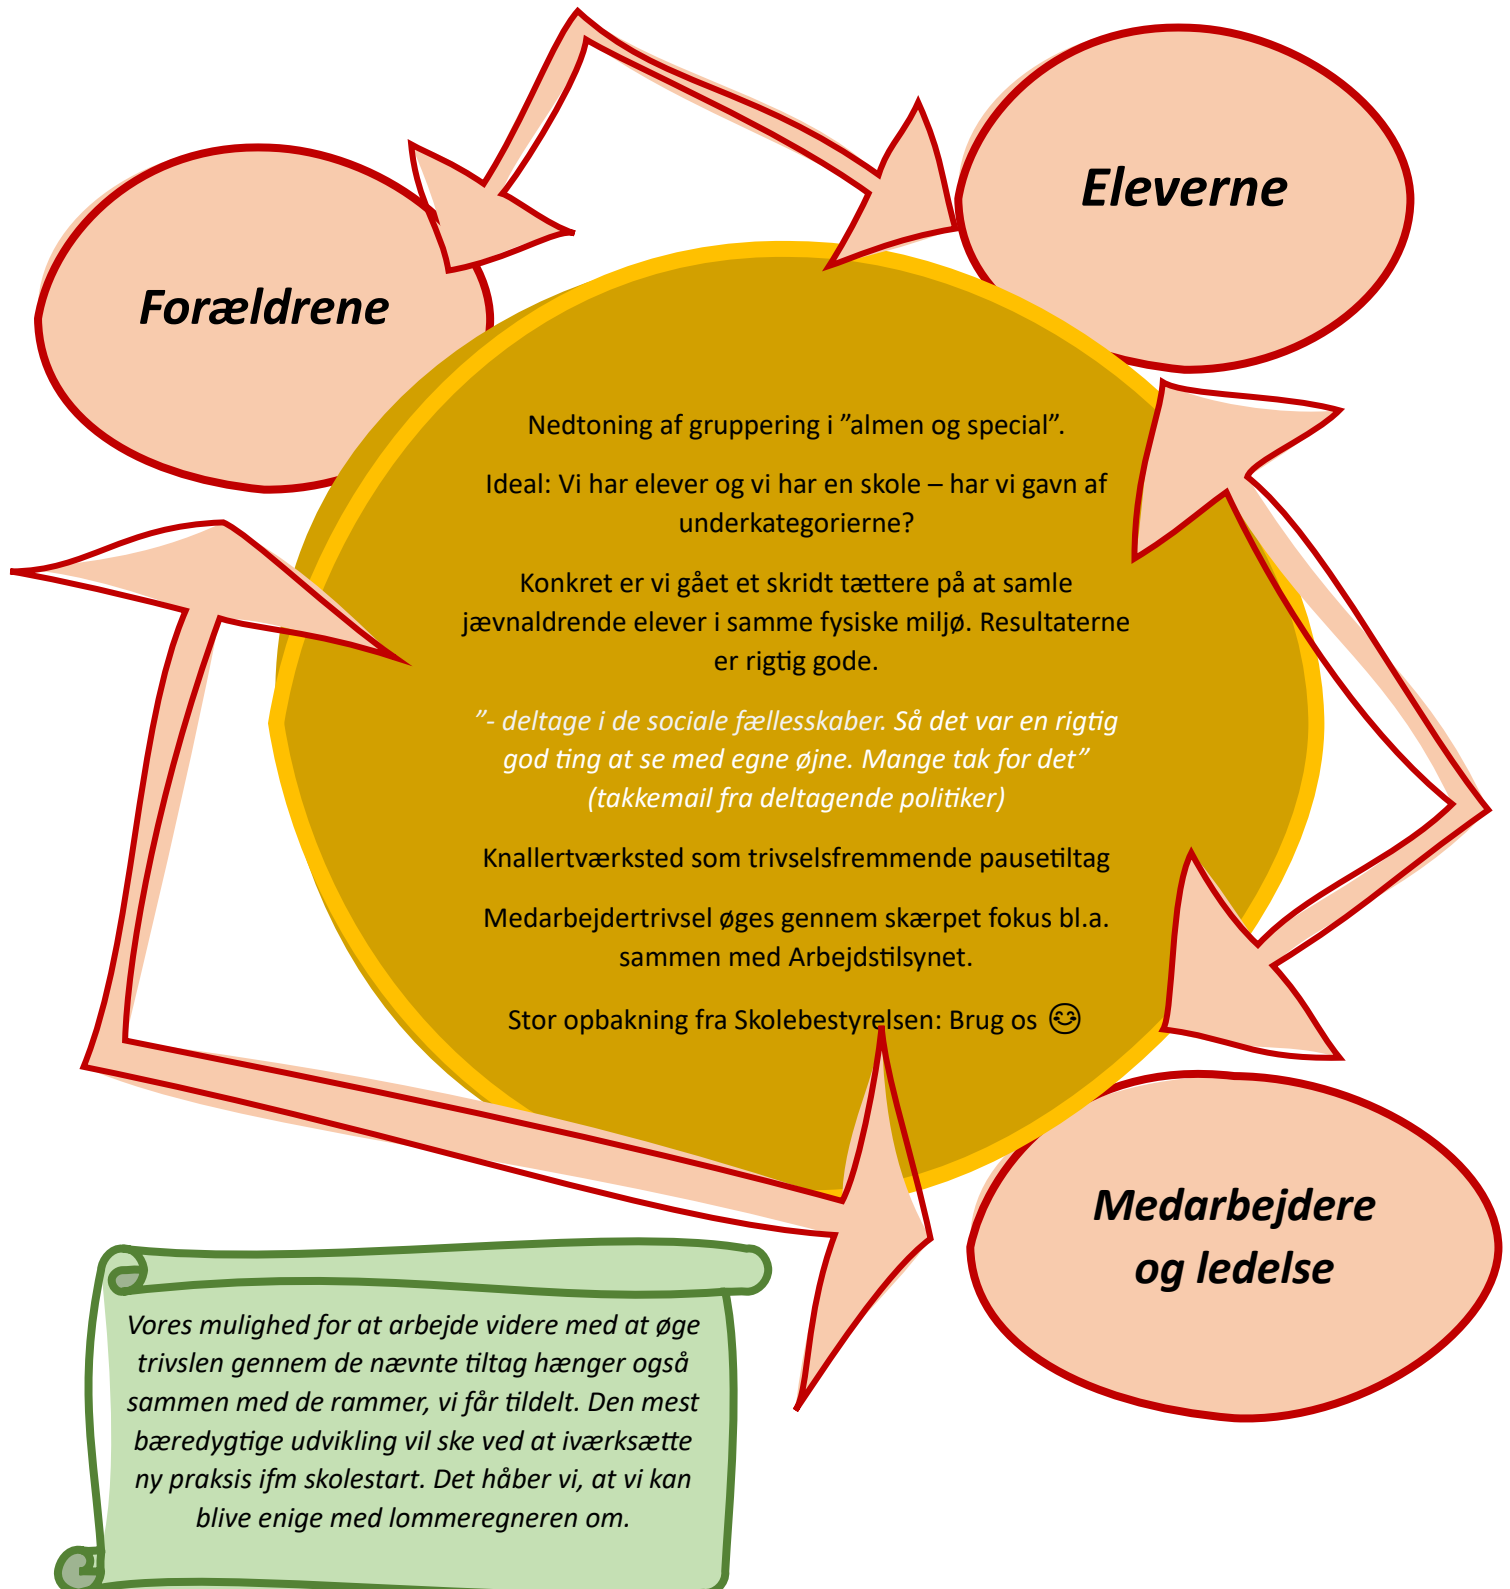 Eleverne
Forældrene
Nedtoning af gruppering i ”almen og special”.
Ideal: Vi har elever og vi har en skole – har vi gavn af
underkategorierne?
Konkret er vi gået et skridt tættere på at samle
jævnaldrende elever i samme fysiske miljø. Resultaterne
er rigtig gode.
”- deltage i de sociale fællesskaber. Så det var en rigtig
god ting at se med egne øjne. Mange tak for det”
(takkemail fra deltagende politiker)
Knallertværksted som trivselsfremmende pausetiltag
Medarbejdertrivsel øges gennem skærpet fokus bl.a.
sammen med Arbejdstilsynet.
Stor opbakning fra Skolebestyrelsen: Brug os 😊
Medarbejdere
og ledelse
Vores mulighed for at arbejde videre med at øge
trivslen gennem de nævnte tiltag hænger også
sammen med de rammer, vi får tildelt. Den mest
bæredygtige udvikling vil ske ved at iværksætte
ny praksis ifm skolestart. Det håber vi, at vi kan
blive enige med lommeregneren om.